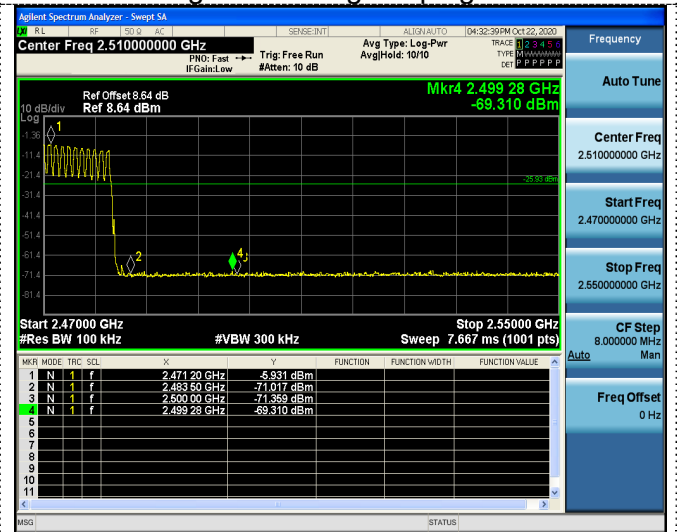 Agilent Spectrum Analyzer - Swept SA
RL RF 50 Ω AC SENSE:INT ALIGNAUTO 04:32:39 PM Oct 22, 2020
Center Freq 2.510000000 GHz
PNO: Fast
IFGain:Low
Trig: Free Run
#Atten: 10 dB
Avg Type: Log-Pwr
Avg|Hold: 10/10
TRACE 1 2 3 4 5 6
TYPE M
DET P P P P P P
Mkr4 2.499 28 GHz
-69.310 dBm
Ref Offset 8.64 dB
Ref 8.64 dBm
10 dB/div
Log
-1.36
-11.4
-21.4
-31.4
-41.4
-51.4
-61.4
-71.4
-81.4
1
2
4
3
-25.93 dBm
Start 2.47000 GHz
Stop 2.55000 GHz
#Res BW 100 kHz
#VBW 300 kHz
Sweep 7.667 ms (1001 pts)
MKR MODE TRC SCL X Y FUNCTION FUNCTION WIDTH FUNCTION VALUE
1 N 1 f 2.471 20 GHz -5.931 dBm
2 N 1 f 2.483 50 GHz -71.017 dBm
3 N 1 f 2.500 00 GHz -71.359 dBm
4 N 1 f 2.499 28 GHz -69.310 dBm
5
6
7
8
9
10
11
MSG
STATUS
Frequency
Auto Tune
Center Freq
2.510000000 GHz
Start Freq
2.470000000 GHz
Stop Freq
2.550000000 GHz
CF Step
8.000000 MHz
Auto Man
Freq Offset
0 Hz